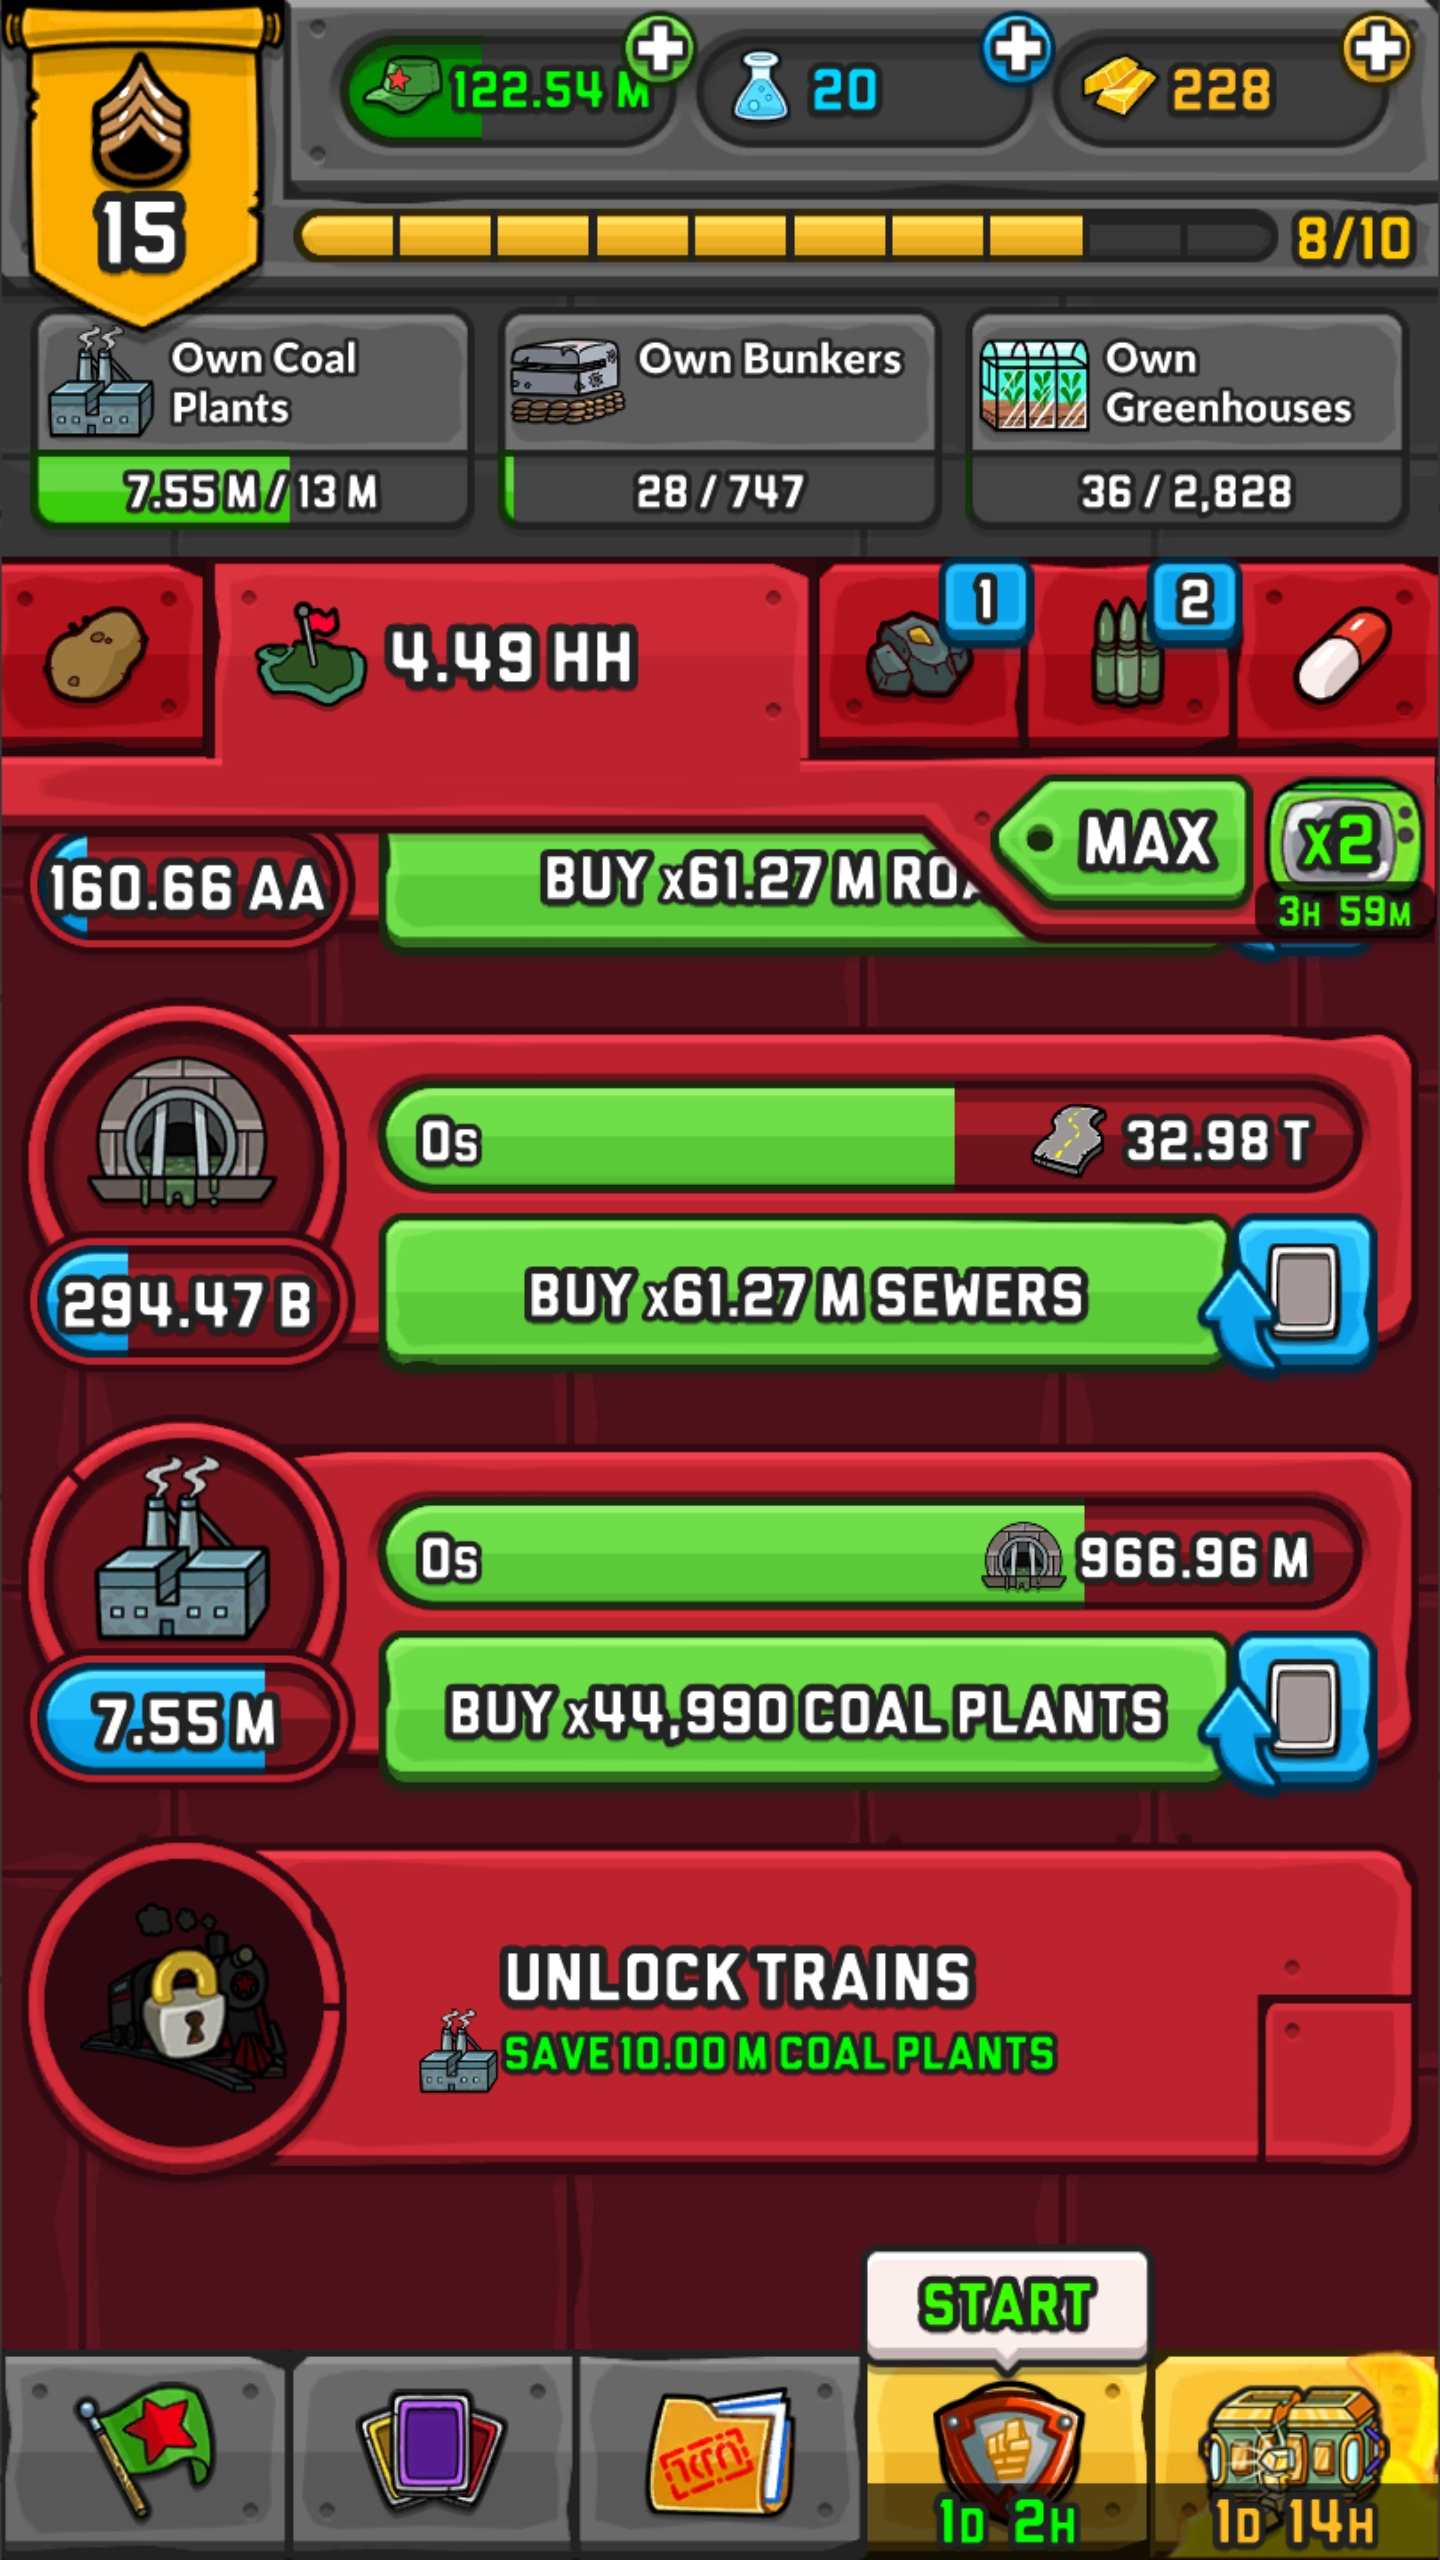 15
122.54 M
20
228
8/10
Own Coal
Plants
7.55 M / 13 M
Own Bunkers
28 / 747
Own
Greenhouses
36 / 2,828
4.49 HH
1
2
MAX
x2
3H 59M
160.66 AA
BUY x61.27 M
0s
32.98 T
294.47 B
BUY x61.27 M SEWERS
0s
966.96 M
7.55 M
BUY x44,990 COAL PLANTS
UNLOCK TRAINS
SAVE 10.00 M COAL PLANTS
START
1D 2H
1D 14H